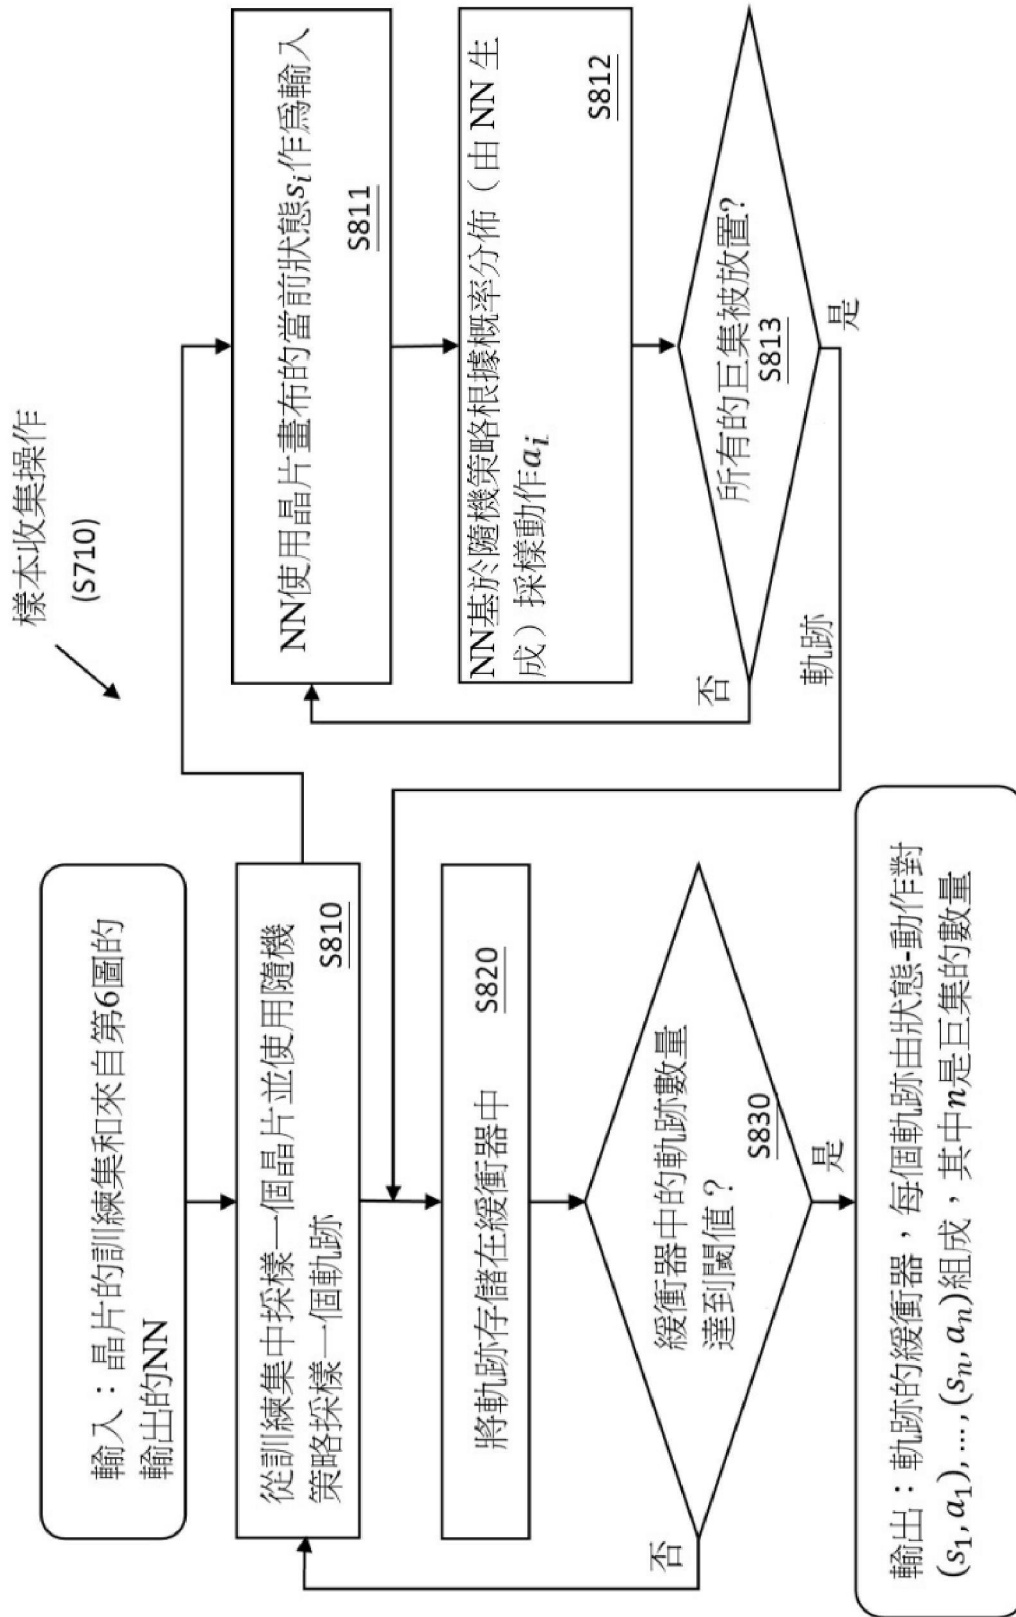 樣本收集操作
(S710)
輸入：晶片的訓練集和來自第6圖的
輸出的NN
從訓練集中採樣一個晶片並使用隨機
策略採樣一個軌跡
S810
將軌跡存儲在緩衝器中
S820
緩衝器中的軌跡數量
達到閾值？
S830
否
是
輸出：軌跡的緩衝器，每個軌跡由狀態-動作對
(s₁, a₁), ..., (sₙ, aₙ)組成，其中n是巨集的數量
NN使用晶片畫布的當前狀態sᵢ作爲輸入
S811
NN基於隨機策略根據概率分佈（由 NN 生
成）採樣動作aᵢ
S812
所有的巨集被放置？
S813
否
是
軌跡